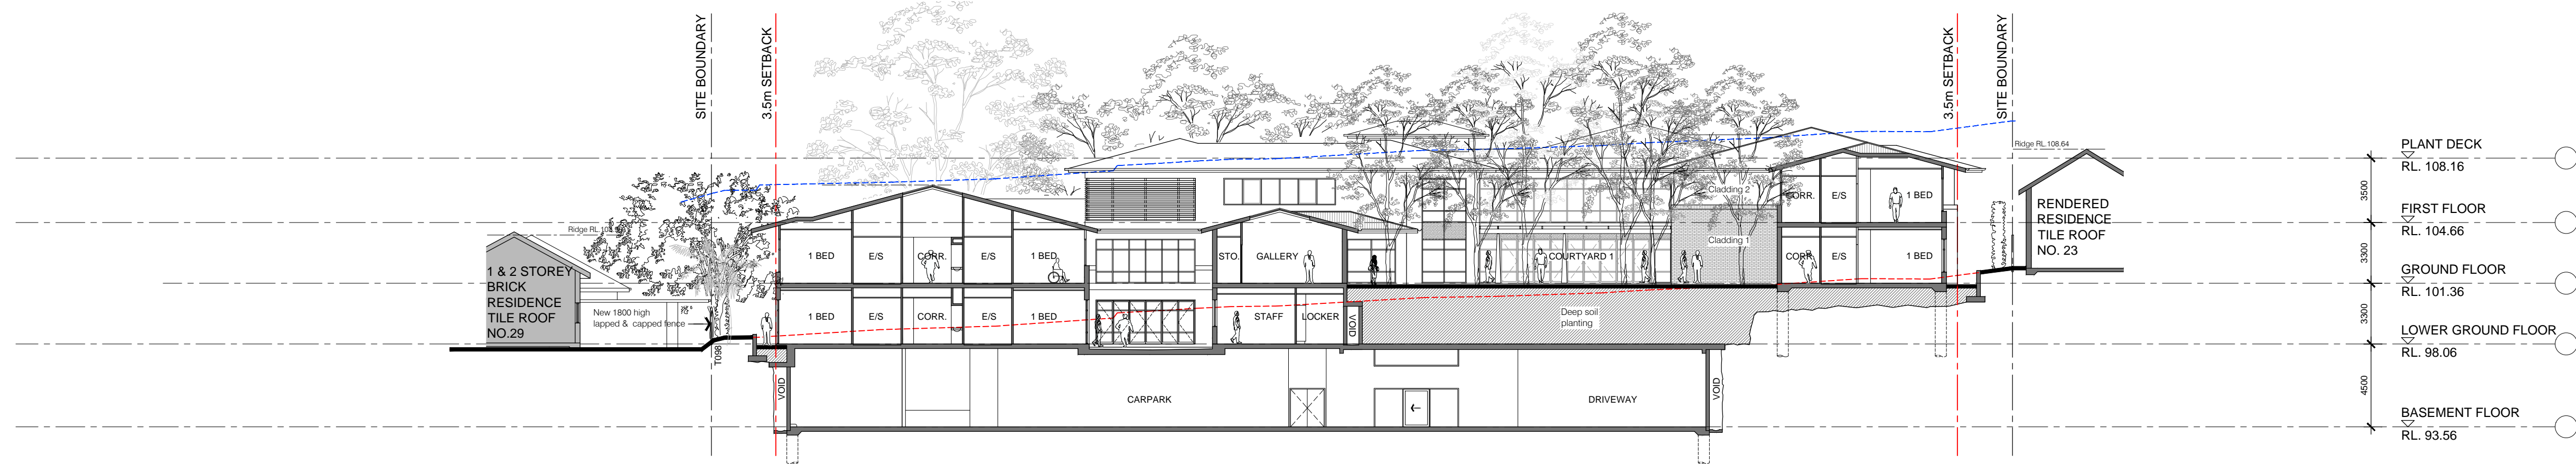 SITE BOUNDARY
3.5m SETBACK
3.5m SETBACK
SITE BOUNDARY
Ridge RL.108.64
PLANT DECK
RL. 108.16
3500
FIRST FLOOR
RL. 104.66
3300
GROUND FLOOR
RL. 101.36
3300
LOWER GROUND FLOOR
RL. 98.06
4500
BASEMENT FLOOR
RL. 93.56
Cladding 2
CORR.
E/S
1 BED
RENDERED
RESIDENCE
TILE ROOF
NO. 23
Ridge RL.
Cladding 1
1 BED
E/S
CORR.
E/S
1 BED
STO.
GALLERY
COURTYARD 1
CORR.
E/S
1 BED
1 & 2 STOREY
BRICK
RESIDENCE
TILE ROOF
NO.29
New 1800 high
lapped & capped fence
1 BED
E/S
CORR.
E/S
1 BED
STAFF
LOCKER
VOID
Deep soil
planting
T098
VOID
CARPARK
DRIVEWAY
VOID